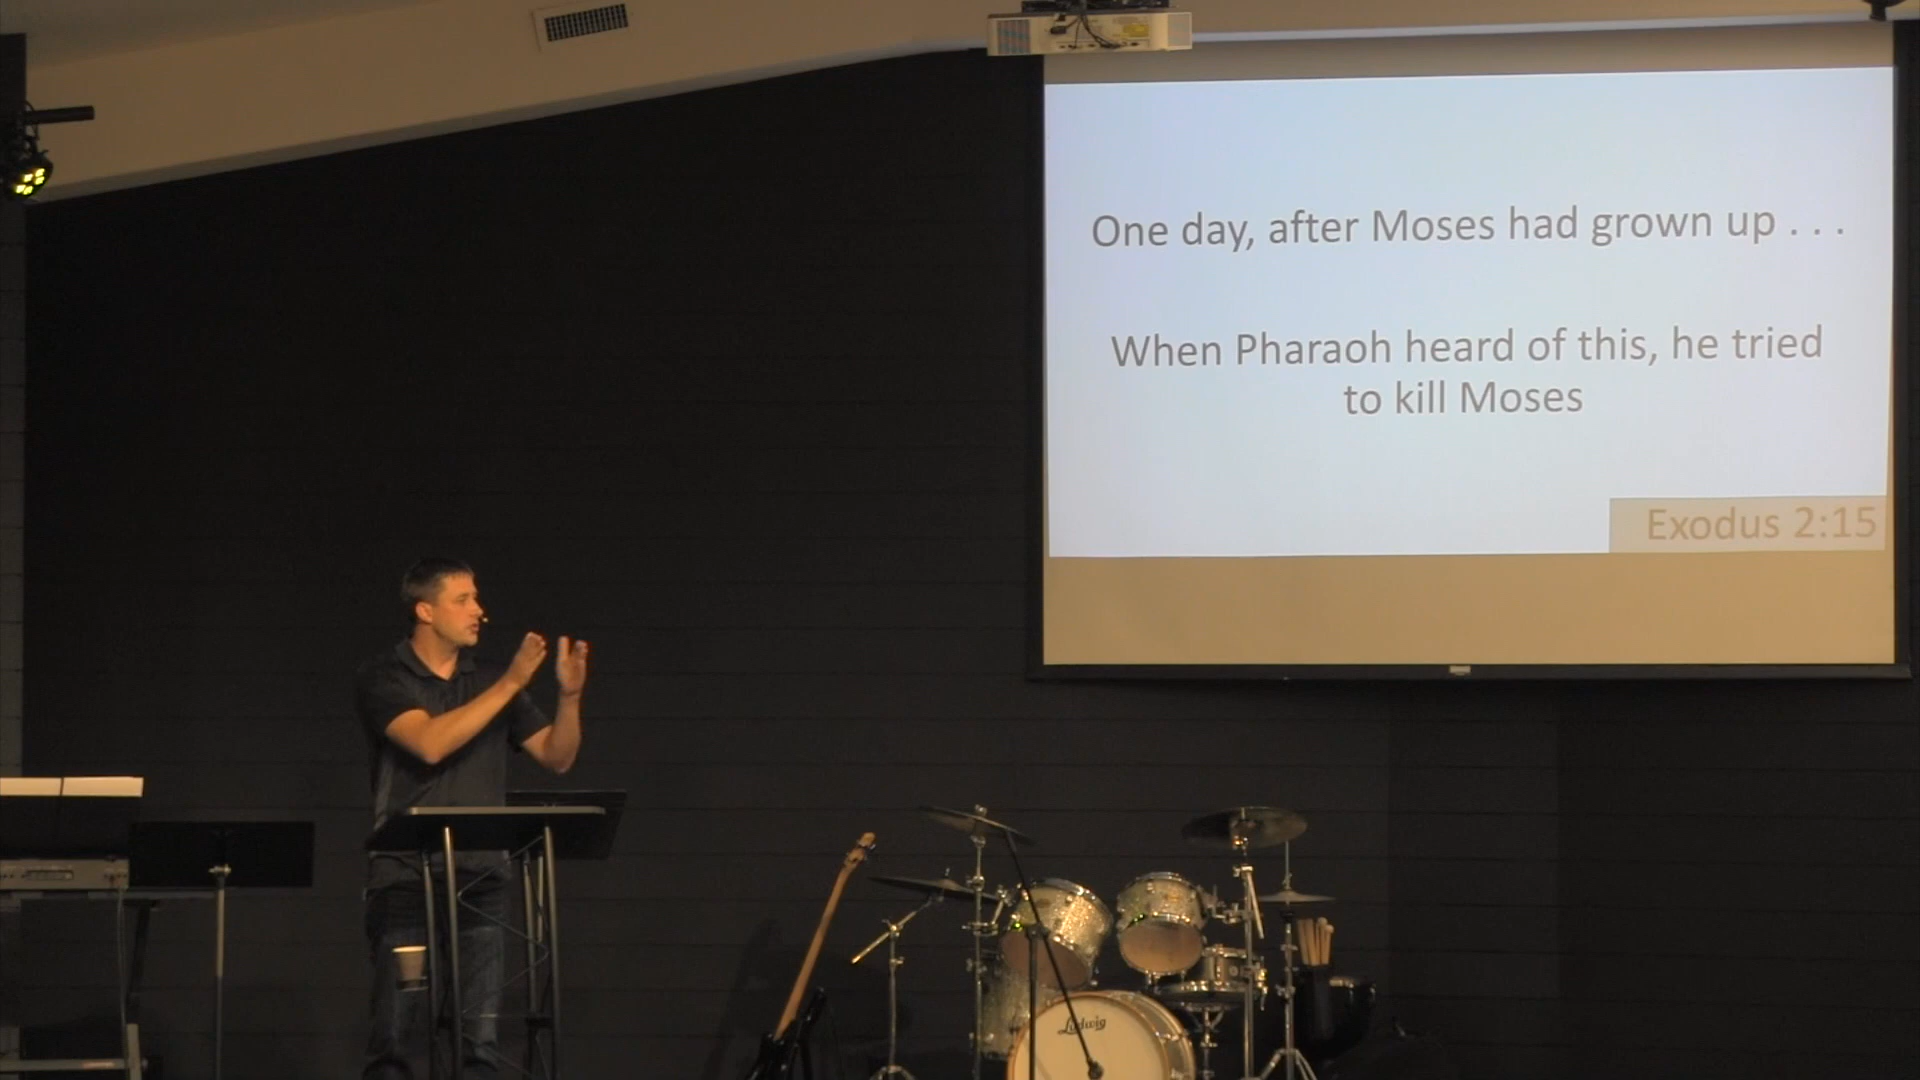 One day, after Moses had grown up . . .
When Pharaoh heard of this, he tried
to kill Moses
Exodus 2:15
Ludwig